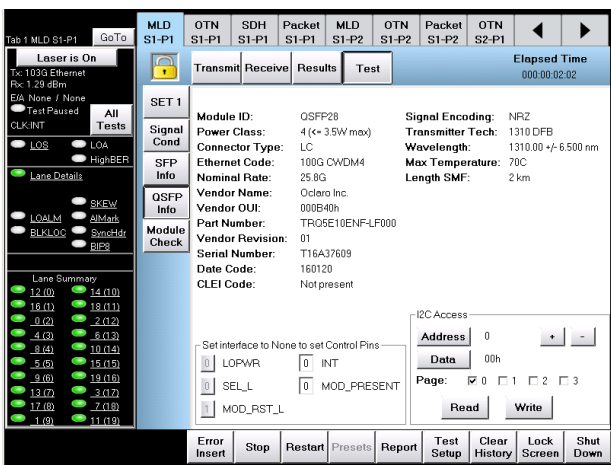 Tab 1 MLD S1-P1 GoTo
MLD S1-P1
OTN S1-P1
SDH S1-P1
Packet S1-P1
MLD S1-P2
OTN S1-P2
Packet S1-P2
OTN S2-P1
Laser is On
Tx: 103G Ethernet
Rx: 1.29 dBm
E/A None / None
Test Paused
CLK:INT
All Tests
LOS LOA
HighBER
Lane Details
SKEW
LOALM AlMark
BLKLOC SyncHdr
BIP8
Lane Summary
12 (0) 14 (10)
16 (1) 18 (11)
0 (2) 2 (12)
4 (3) 6 (13)
8 (4) 10 (14)
5 (5) 15 (15)
9 (6) 19 (16)
13 (7) 3 (17)
17 (8) 7 (18)
1 (9) 11 (19)
Transmit Receive Results Test
Elapsed Time
000:00:02:02
SET 1
Signal Cond
SFP Info
QSFP Info
Module Check
Module ID: QSFP28
Power Class: 4 (<= 3.5W max)
Connector Type: LC
Ethernet Code: 100G CWDM4
Nominal Rate: 25.8G
Vendor Name: Oclaro Inc.
Vendor OUI: 000B40h
Part Number: TRQ5E10ENF-LF000
Vendor Revision: 01
Serial Number: T16A37609
Date Code: 160120
CLEI Code: Not present
Signal Encoding: NRZ
Transmitter Tech: 1310 DFB
Wavelength: 1310.00 +/- 6.500 nm
Max Temperature: 70C
Length SMF: 2 km
Set interface to None to set Control Pins
0 LOPWR 0 INT
0 SEL_L 0 MOD_PRESENT
1 MOD_RST_L
I2C Access
Address 0 + -
Data 00h
Page: 0 1 2 3
Read Write
Error Insert
Stop
Restart
Presets
Report
Test Setup
Clear History
Lock Screen
Shut Down